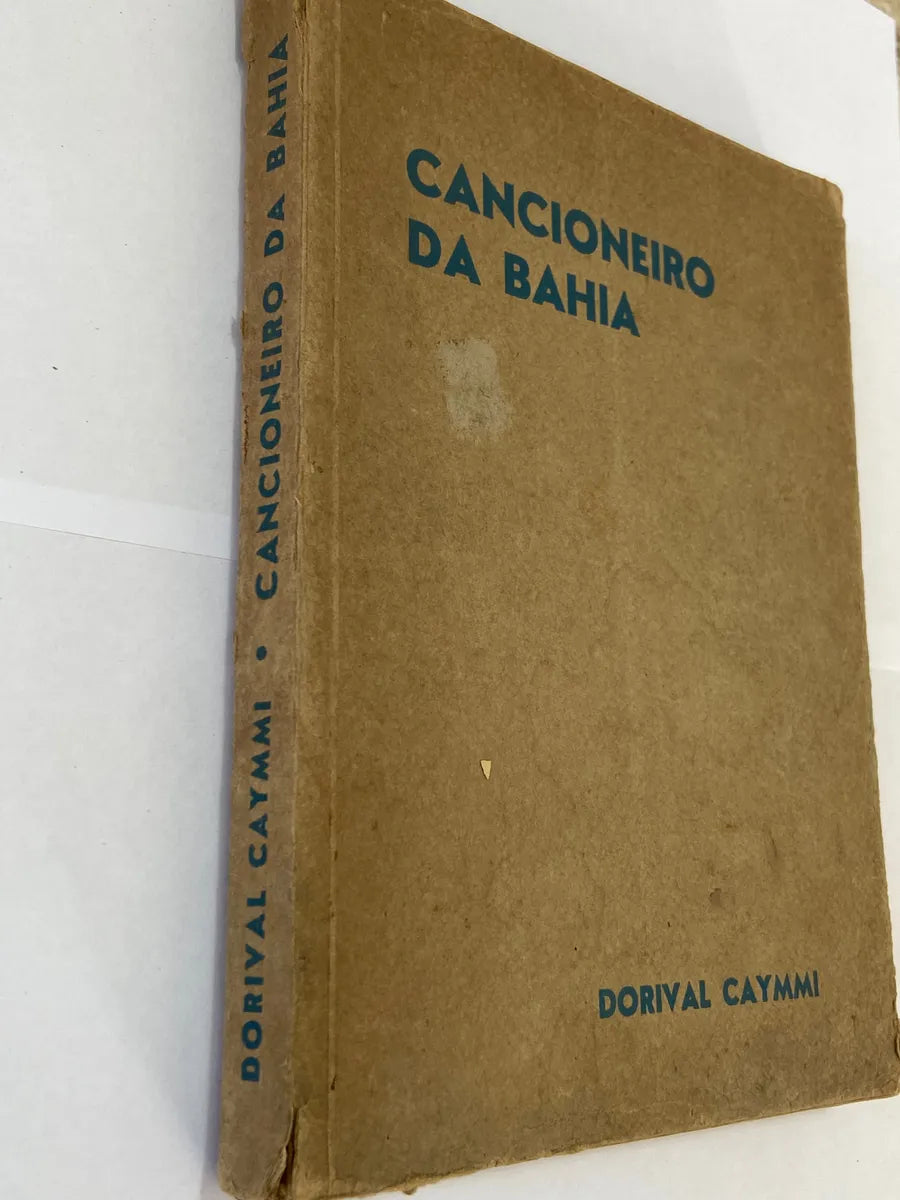 CANCIONEIRO
DA BAHIA
DORIVAL CAYMMI
DORIVAL CAYMMI • CANCIONEIRO DA BAHIA